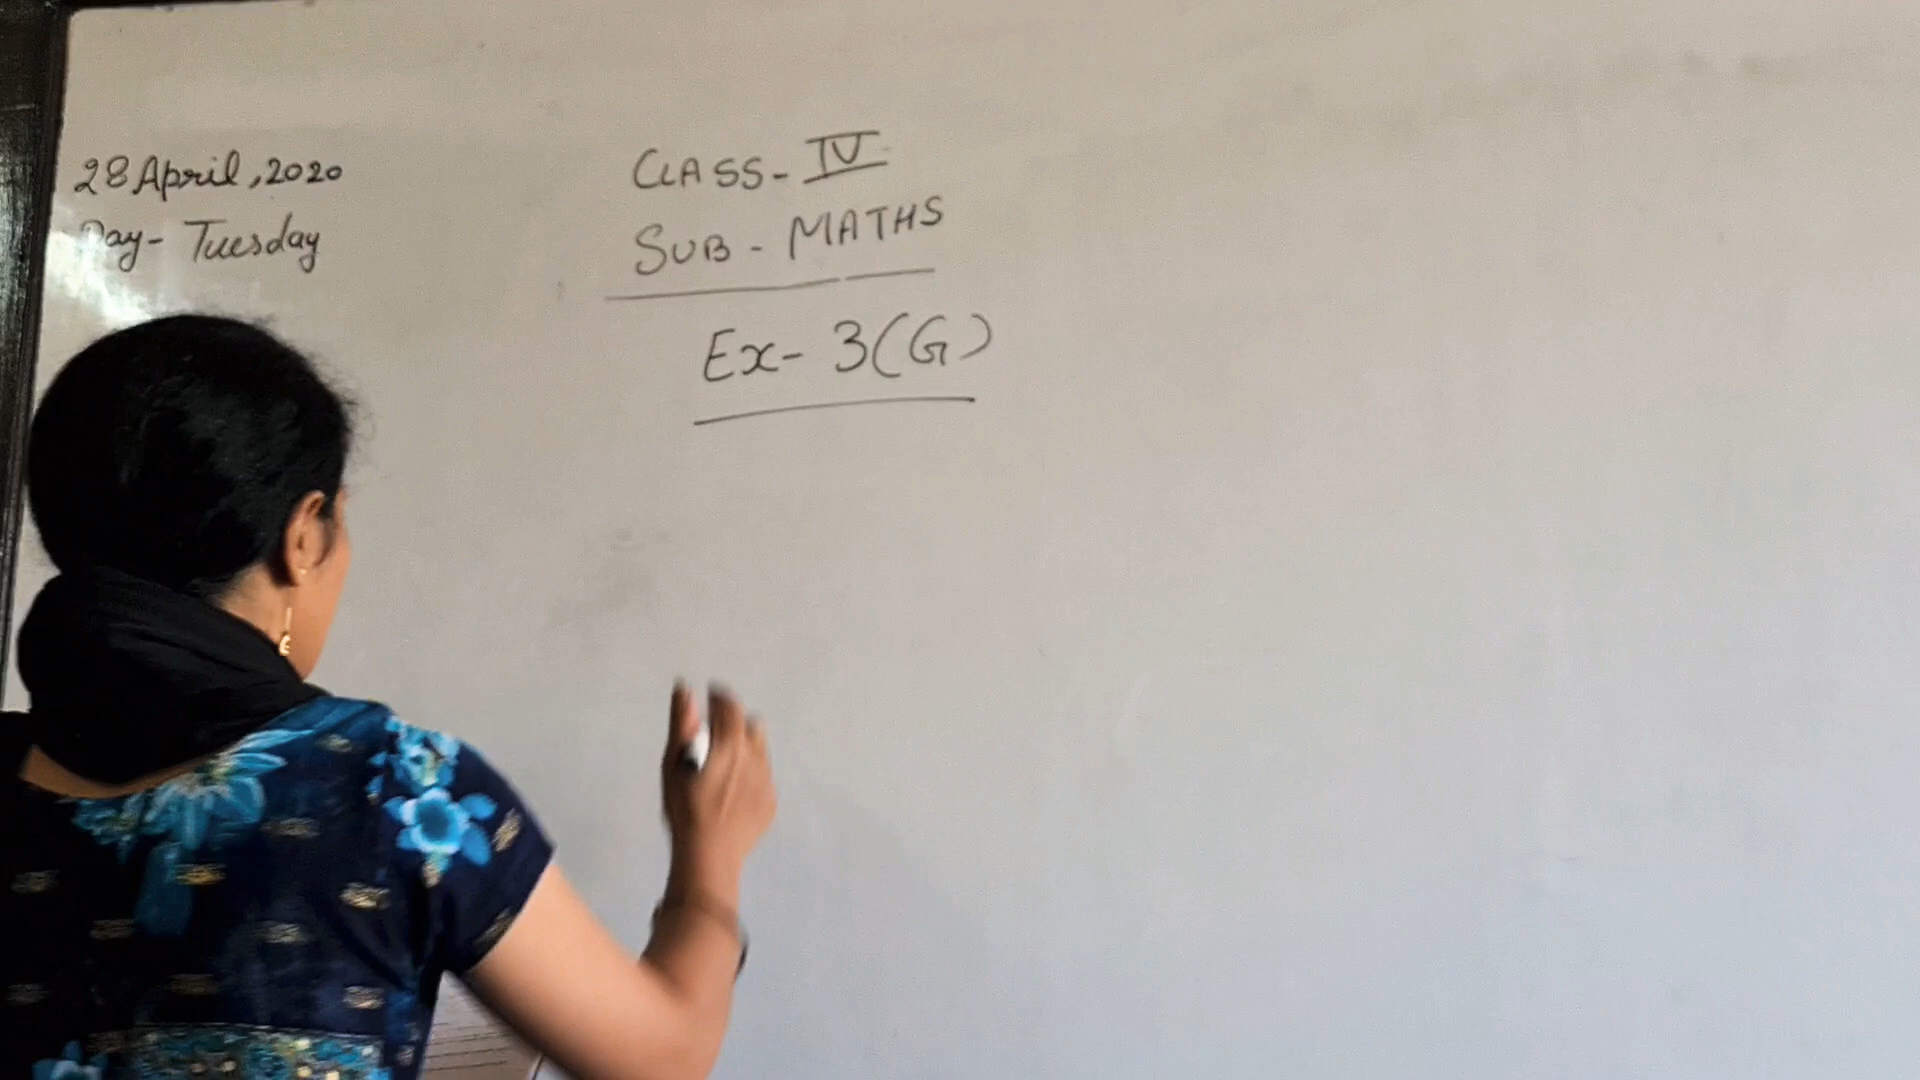 28 April, 2020
Day- Tuesday
CLASS- IV
SUB - MATHS
Ex- 3(G)